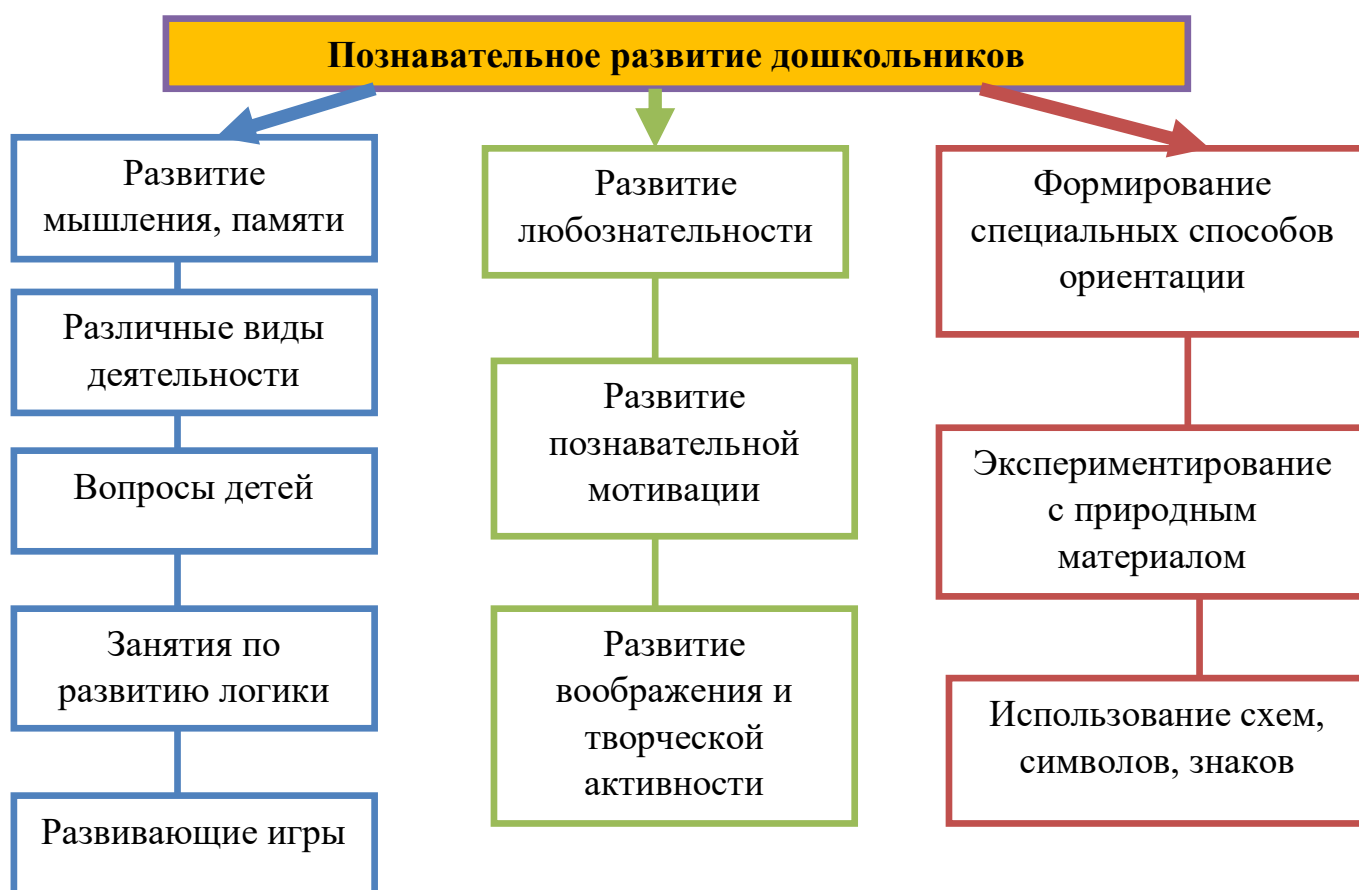 Познавательное развитие дошкольников
Развитие
мышления, памяти
Различные виды
деятельности
Вопросы детей
Занятия по
развитию логики
Развивающие игры
Развитие
любознательности
Развитие
познавательной
мотивации
Развитие
воображения и
творческой
активности
Формирование
специальных способов
ориентации
Экспериментирование
с природным
материалом
Использование схем,
символов, знаков